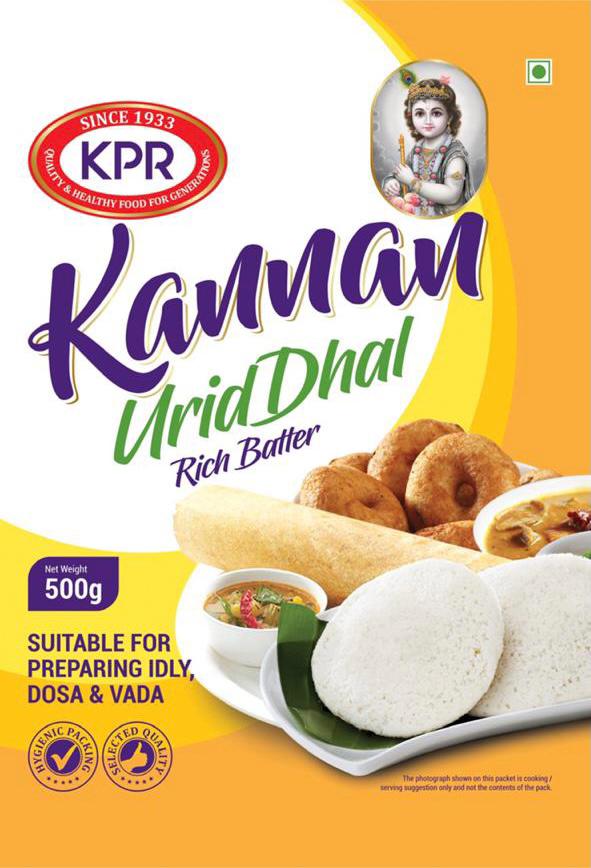 SINCE 1933
KPR
QUALITY & HEALTHY FOOD FOR GENERATIONS
Kannan
Urid Dhal
Rich Batter
Net Weight
500g
SUITABLE FOR
PREPARING IDLY,
DOSA & VADA
HYGIENIC PACKING
SELECTED QUALITY
The photograph shown on this packet is cooking /
serving suggestion only and not the contents of the pack.